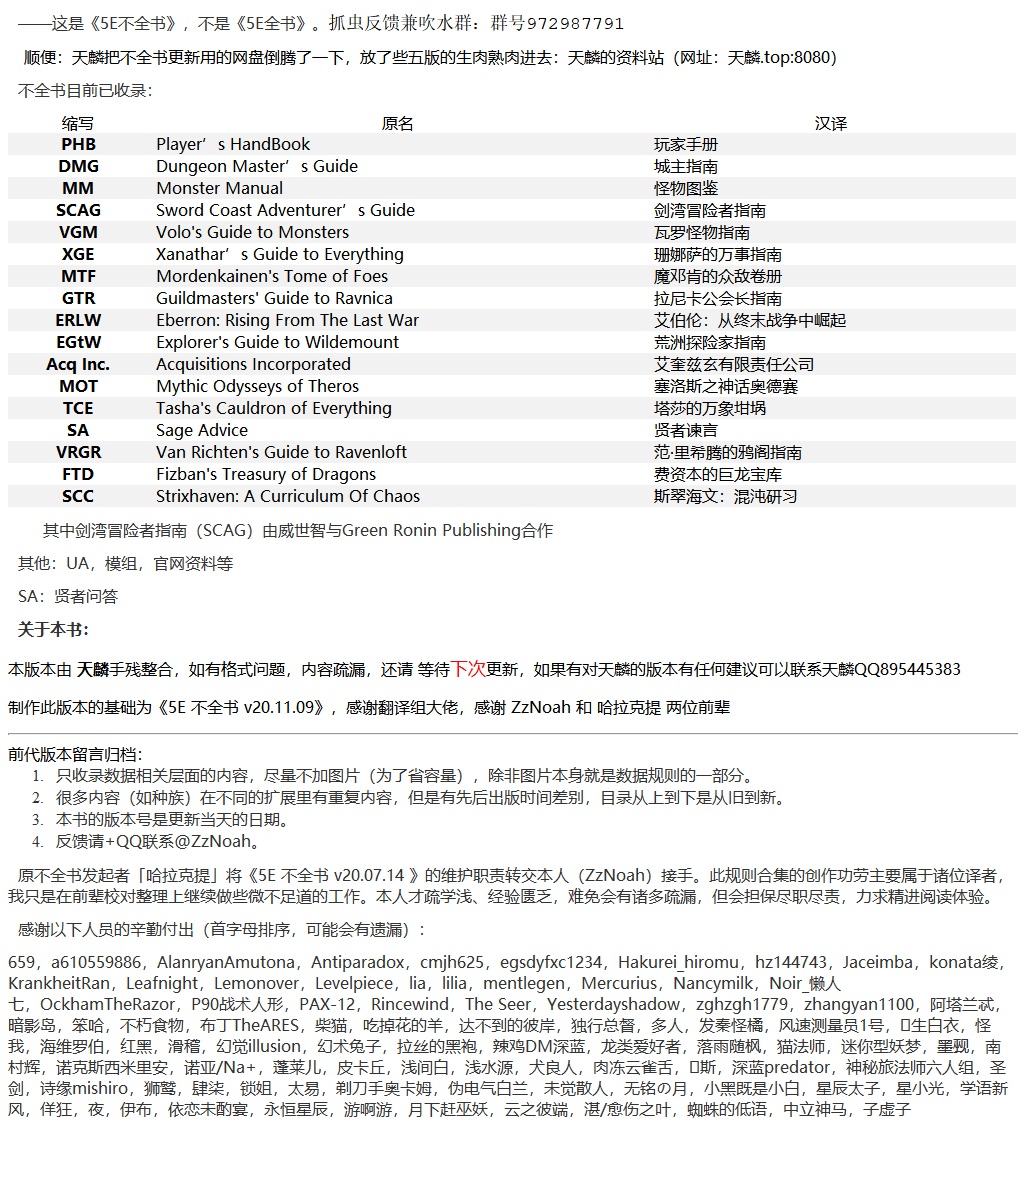 ——这是《5E不全书》，不是《5E全书》。抓虫反馈兼吹水群：群号972987791
顺便：天麟把不全书更新用的网盘倒腾了一下，放了些五版的生肉熟肉进去：天麟的资料站（网址：天麟.top:8080）
不全书目前已收录：
缩写 原名 汉译
PHB Player’s HandBook 玩家手册
DMG Dungeon Master’s Guide 城主指南
MM Monster Manual 怪物图鉴
SCAG Sword Coast Adventurer’s Guide 剑湾冒险者指南
VGM Volo's Guide to Monsters 瓦罗怪物指南
XGE Xanathar’s Guide to Everything 珊娜萨的万事指南
MTF Mordenkainen's Tome of Foes 魔邓肯的众敌卷册
GTR Guildmasters' Guide to Ravnica 拉尼卡公会长指南
ERLW Eberron: Rising From The Last War 艾伯伦：从终末战争中崛起
EGtW Explorer's Guide to Wildemount 荒洲探险家指南
Acq Inc. Acquisitions Incorporated 艾奎兹玄有限责任公司
MOT Mythic Odysseys of Theros 塞洛斯之神话奥德赛
TCE Tasha's Cauldron of Everything 塔莎的万象坩埚
SA Sage Advice 贤者谏言
VRGR Van Richten's Guide to Ravenloft 范·里希腾的鸦阁指南
FTD Fizban's Treasury of Dragons 费资本的巨龙宝库
SCC Strixhaven: A Curriculum Of Chaos 斯翠海文：混沌研习
其中剑湾冒险者指南（SCAG）由威世智与Green Ronin Publishing合作
其他：UA，模组，官网资料等
SA：贤者问答
关于本书：
本版本由 天麟手残整合，如有格式问题，内容疏漏，还请 等待下次更新，如果有对天麟的版本有任何建议可以联系天麟QQ895445383
制作此版本的基础为《5E 不全书 v20.11.09》，感谢翻译组大佬，感谢 ZzNoah 和 哈拉克提 两位前辈
前代版本留言归档：
1. 只收录数据相关层面的内容，尽量不加图片（为了省容量），除非图片本身就是数据规则的一部分。
2. 很多内容（如种族）在不同的扩展里有重复内容，但是有先后出版时间差别，目录从上到下是从旧到新。
3. 本书的版本号是更新当天的日期。
4. 反馈请+QQ联系@ZzNoah。
原不全书发起者「哈拉克提」将《5E 不全书 v20.07.14 》的维护职责转交本人（ZzNoah）接手。此规则合集的创作功劳主要属于诸位译者，
我只是在前辈校对整理上继续做些微不足道的工作。本人才疏学浅、经验匮乏，难免会有诸多疏漏，但会担保尽职尽责，力求精进阅读体验。
感谢以下人员的辛勤付出（首字母排序，可能会有遗漏）：
659，a610559886，AlanryanAmutona，Antiparadox，cmjh625，egsdyfxc1234，Hakurei_hiromu，hz144743，Jaceimba，konata绫，
KrankheitRan，Leafnight，Lemonover，Levelpiece，lia，lilia，mentlegen，Mercurius，Nancymilk，Noir_懒人
七，OckhamTheRazor，P90战术人形，PAX-12，Rincewind，The Seer，Yesterdayshadow，zghzgh1779，zhangyan1100，阿塔兰忒，
暗影岛，笨哈，不朽食物，布丁TheARES，柴猫，吃掉花的羊，达不到的彼岸，独行总督，多人，发秦怪橘，风速测量员1号，生白衣，怪
我，海维罗伯，红黑，滑稽，幻觉illusion，幻术兔子，拉丝的黑袍，辣鸡DM深蓝，龙类爱好者，落雨随枫，猫法师，迷你型妖梦，墨觋，南
村辉，诺克斯西米里安，诺亚/Na+，蓬莱儿，皮卡丘，浅间白，浅水源，犬良人，肉冻云雀舌，斯，深蓝predator，神秘旅法师六人组，圣
剑，诗缘mishiro，狮鹫，肆柒，锁姐，太易，剃刀手奥卡姆，伪电气白兰，未觉散人，无铭の月，小黑既是小白，星辰太子，星小光，学语新
风，佯狂，夜，伊布，依恋未酌宴，永恒星辰，游啊游，月下赶巫妖，云之彼端，湛/愈伤之叶，蜘蛛的低语，中立神马，子虚子